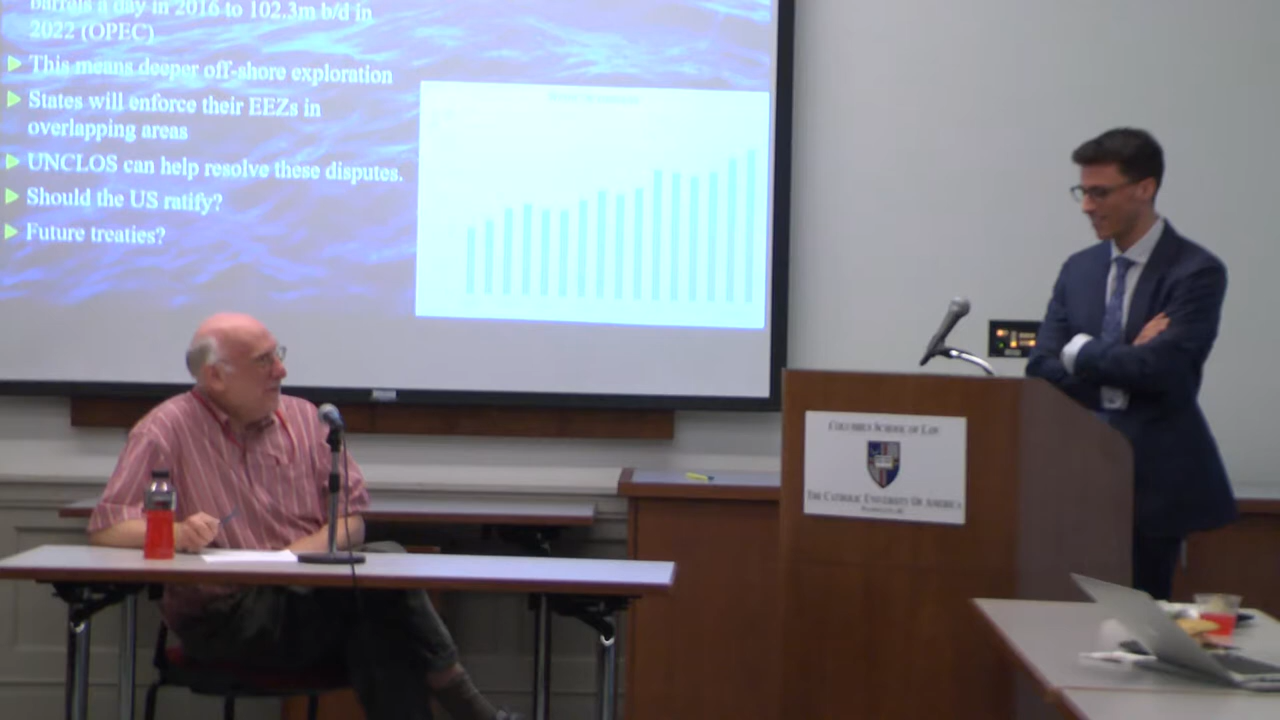 barrels a day in 2016 to 102.3m b/d in
2022 (OPEC)
This means deeper off-shore exploration
States will enforce their EEZs in
overlapping areas
UNCLOS can help resolve these disputes.
Should the US ratify?
Future treaties?
Columbus School of Law
The Catholic University Of America